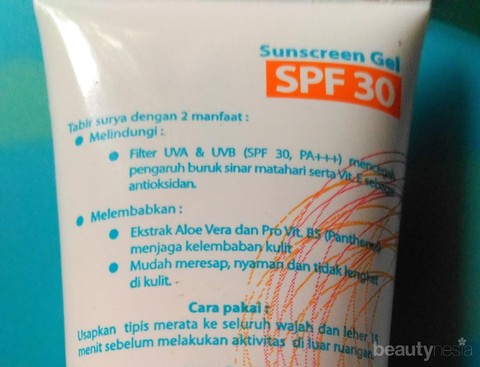 Sunscreen Gel
SPF 30
Tabir surya dengan 2 manfaat :
Melindungi :
Filter UVA & UVB (SPF 30, PA+++) mencegah
pengaruh buruk sinar matahari serta Vit. E sebagai
antioksidan.
Melembabkan :
Ekstrak Aloe Vera dan Pro Vit. B5 (Panthenol)
menjaga kelembaban kulit
Mudah meresap, nyaman dan tidak lengket
di kulit.
Cara pakai :
Usapkan tipis merata ke seluruh wajah dan leher
menit sebelum melakukan aktivitas di luar ruangan
beautynesia